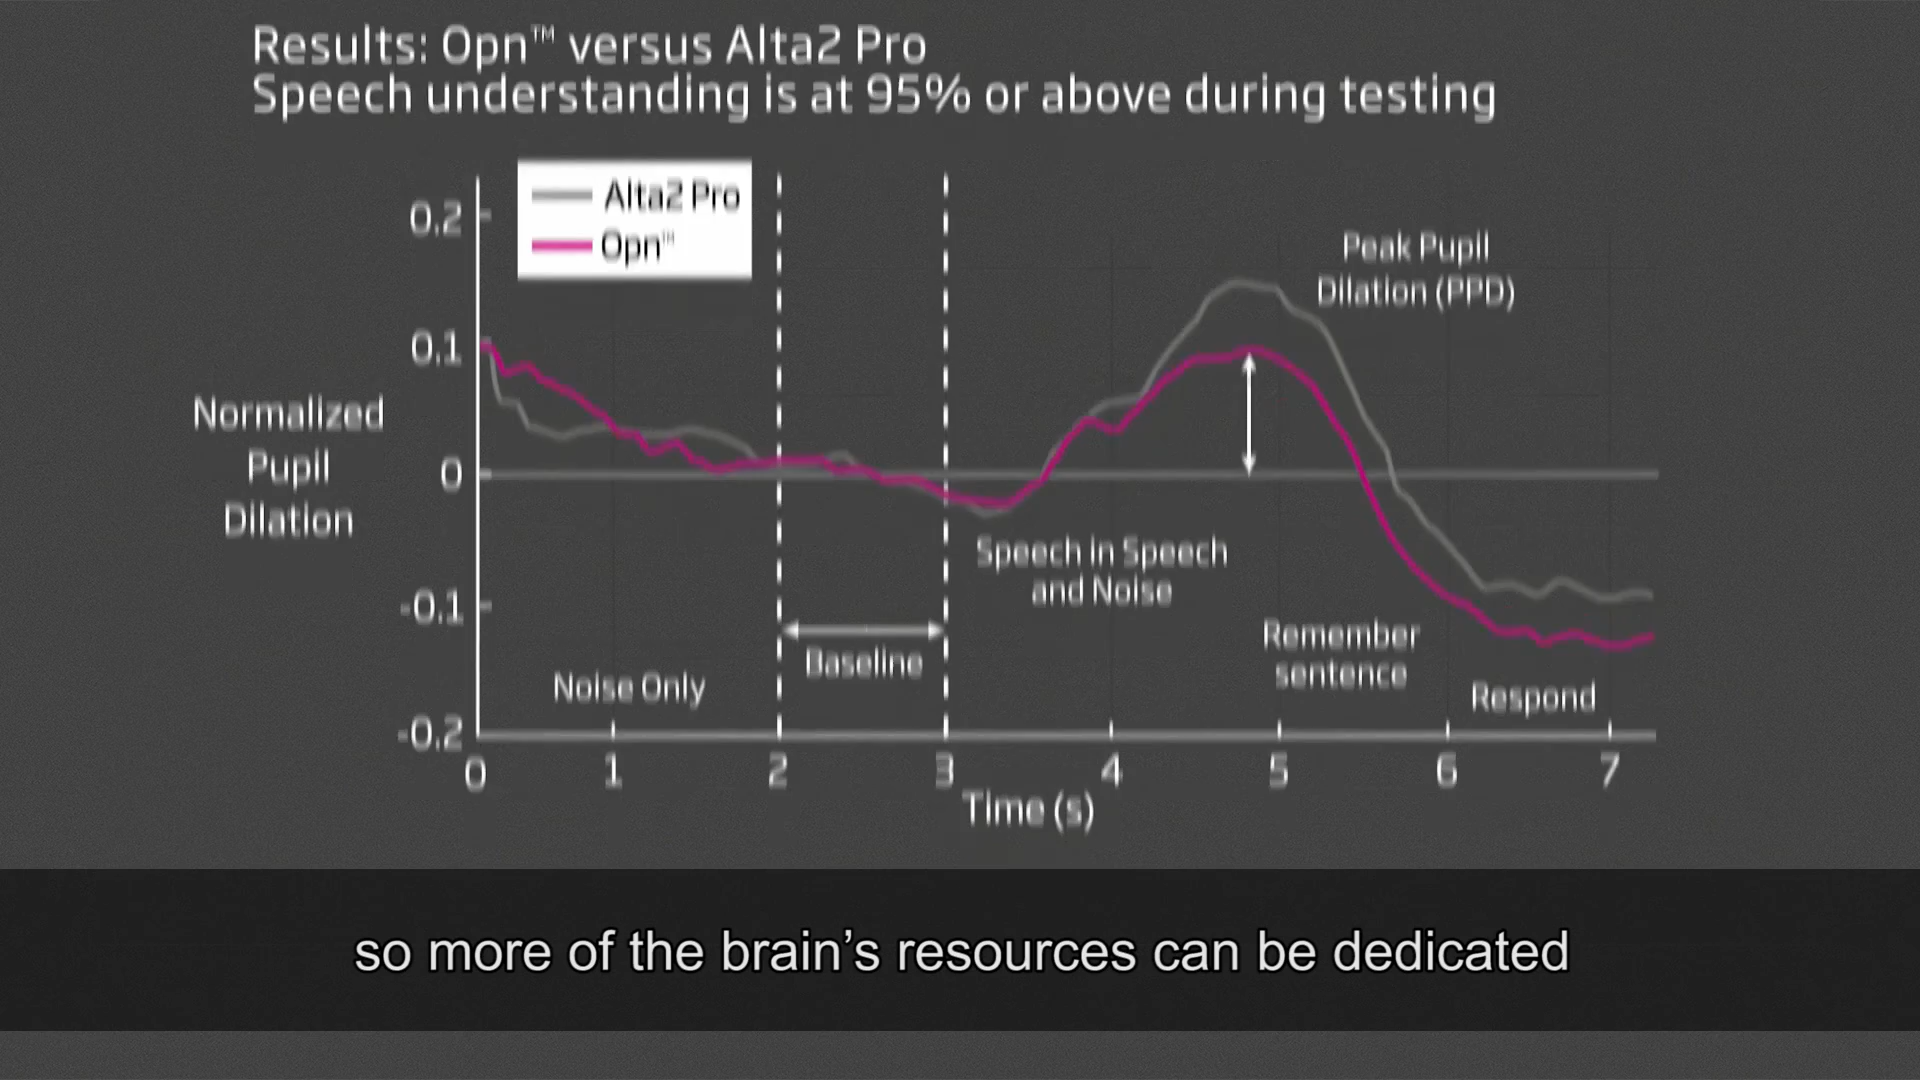 Results: Opn™ versus Alta2 Pro
Speech understanding is at 95% or above during testing
Alta2 Pro
Opn™
0.2
0.1
0
-0.1
-0.2
Normalized
Pupil
Dilation
Peak Pupil
Dilation (PPD)
Speech in Speech
and Noise
Remember
sentence
Baseline
Noise Only
Respond
0 1 2 3 4 5 6 7
Time (s)
so more of the brain’s resources can be dedicated